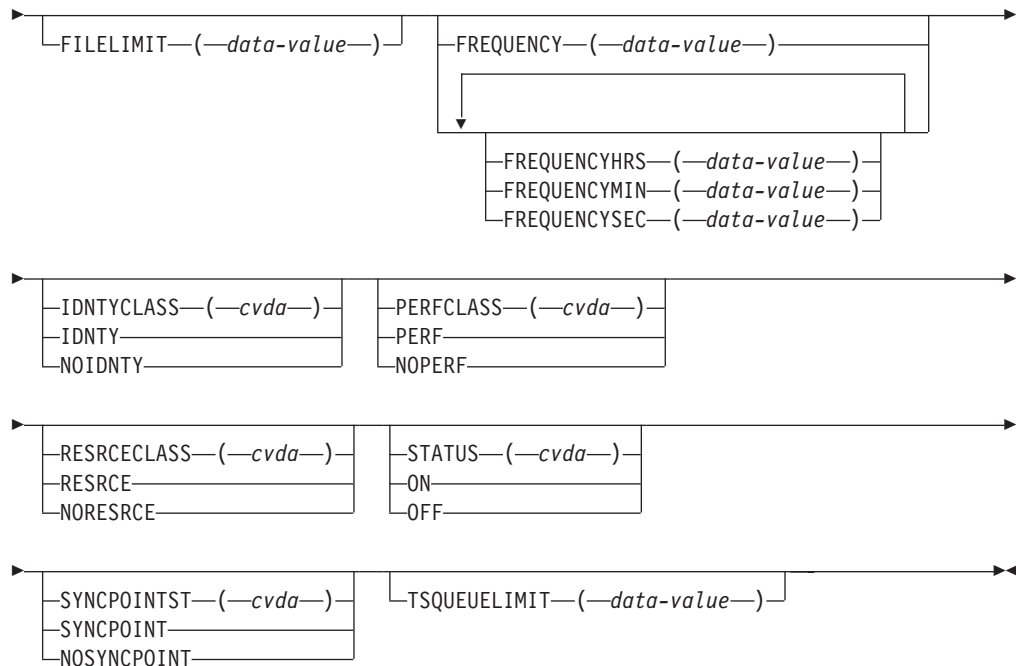 FILELIMIT ( data-value ) FREQUENCY ( data-value )
FREQUENCYHRS ( data-value )
FREQUENCYMIN ( data-value )
FREQUENCYSEC ( data-value )
IDNTYCLASS ( cvda ) PERFCLASS ( cvda )
IDNTY PERF
NOIDNTY NOPERF
RESRCECLASS ( cvda ) STATUS ( cvda )
RESRCE ON
NORESRCE OFF
SYNCPOINTST ( cvda ) TSQUEUELIMIT ( data-value )
SYNCPOINT
NOSYNCPOINT